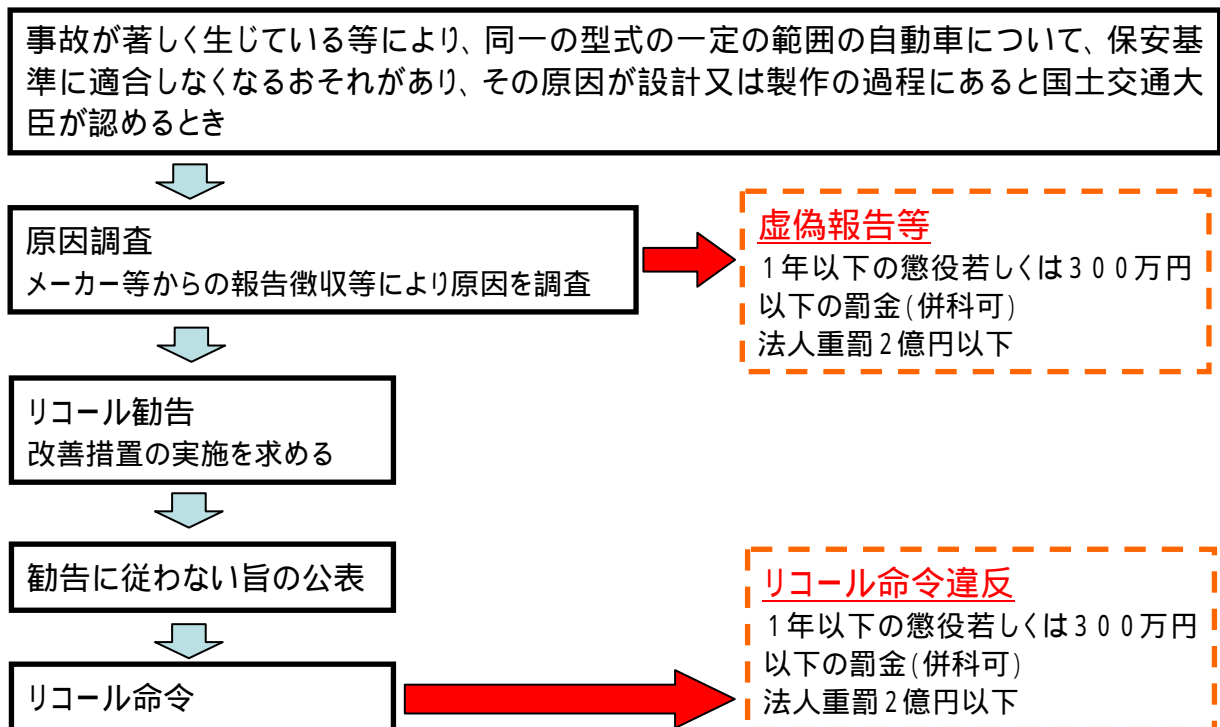 事故が著しく生じている等により、同一の型式の一定の範囲の自動車について、保安基
準に適合しなくなるおそれがあり、その原因が設計又は製作の過程にあると国土交通大
臣が認めるとき
原因調査
メーカー等からの報告徴収等により原因を調査
虚偽報告等
1年以下の懲役若しくは300万円
以下の罰金(併科可)
法人重罰2億円以下
リコール勧告
改善措置の実施を求める
勧告に従わない旨の公表
リコール命令
リコール命令違反
1年以下の懲役若しくは300万円
以下の罰金(併科可)
法人重罰2億円以下